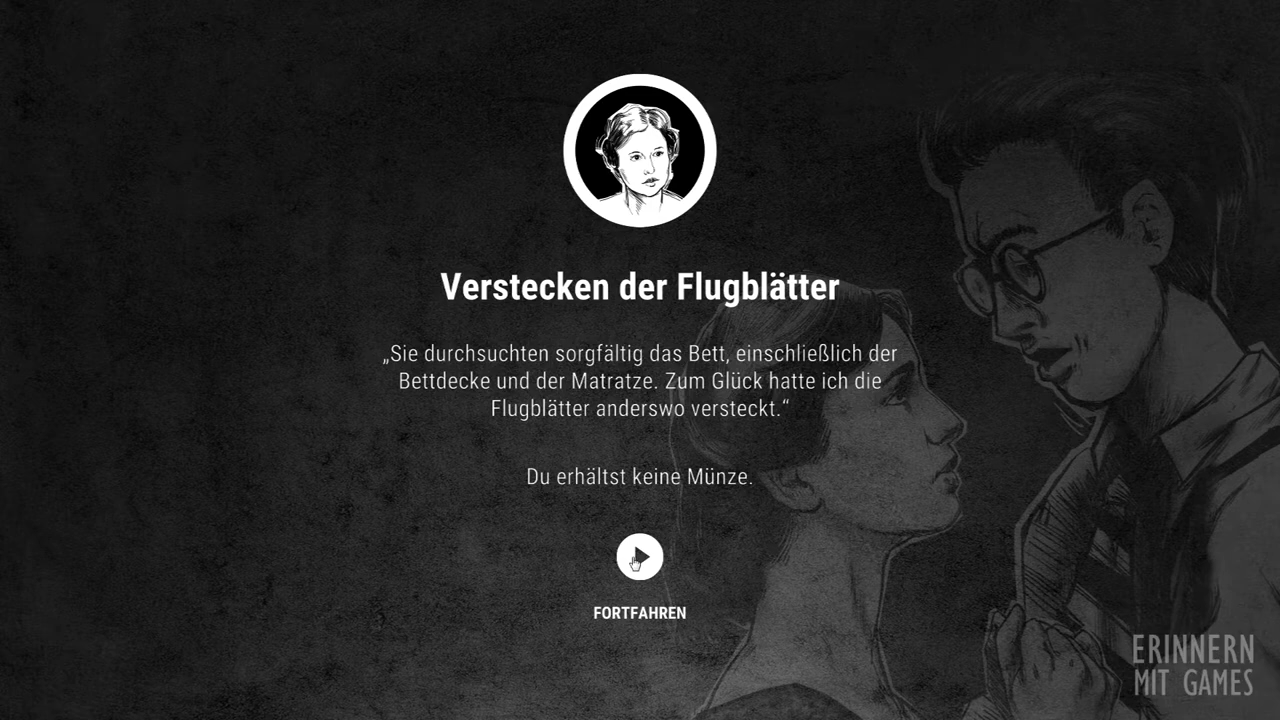 Verstecken der Flugblätter
„Sie durchsuchten sorgfältig das Bett, einschließlich der
Bettdecke und der Matratze. Zum Glück hatte ich die
Flugblätter anderswo versteckt.“
Du erhältst keine Münze.
FORTFAHREN
ERINNERN
MIT GAMES